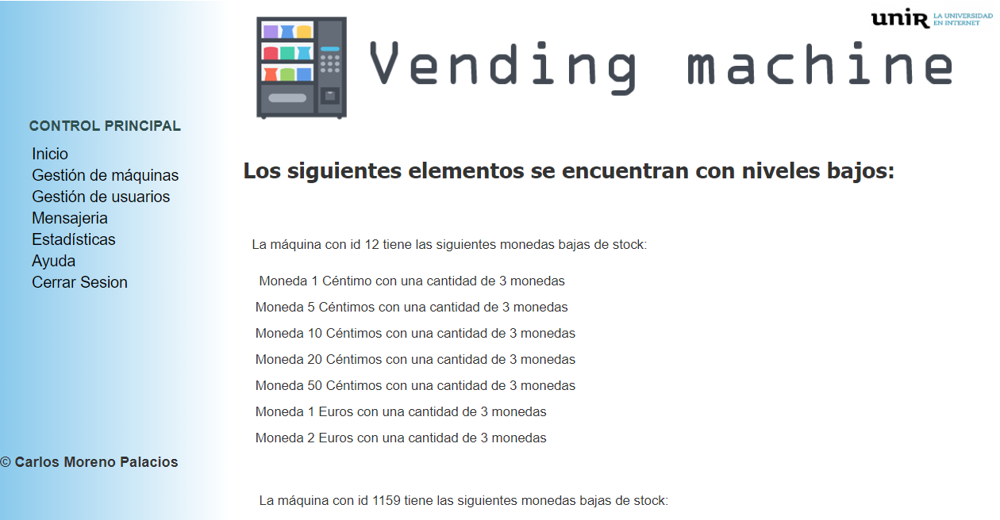 unir LA UNIVERSIDAD
EN INTERNET
Vending machine
CONTROL PRINCIPAL
Inicio
Gestión de máquinas
Gestión de usuarios
Mensajeria
Estadísticas
Ayuda
Cerrar Sesion
© Carlos Moreno Palacios
Los siguientes elementos se encuentran con niveles bajos:
La máquina con id 12 tiene las siguientes monedas bajas de stock:
Moneda 1 Céntimo con una cantidad de 3 monedas
Moneda 5 Céntimos con una cantidad de 3 monedas
Moneda 10 Céntimos con una cantidad de 3 monedas
Moneda 20 Céntimos con una cantidad de 3 monedas
Moneda 50 Céntimos con una cantidad de 3 monedas
Moneda 1 Euros con una cantidad de 3 monedas
Moneda 2 Euros con una cantidad de 3 monedas
La máquina con id 1159 tiene las siguientes monedas bajas de stock: